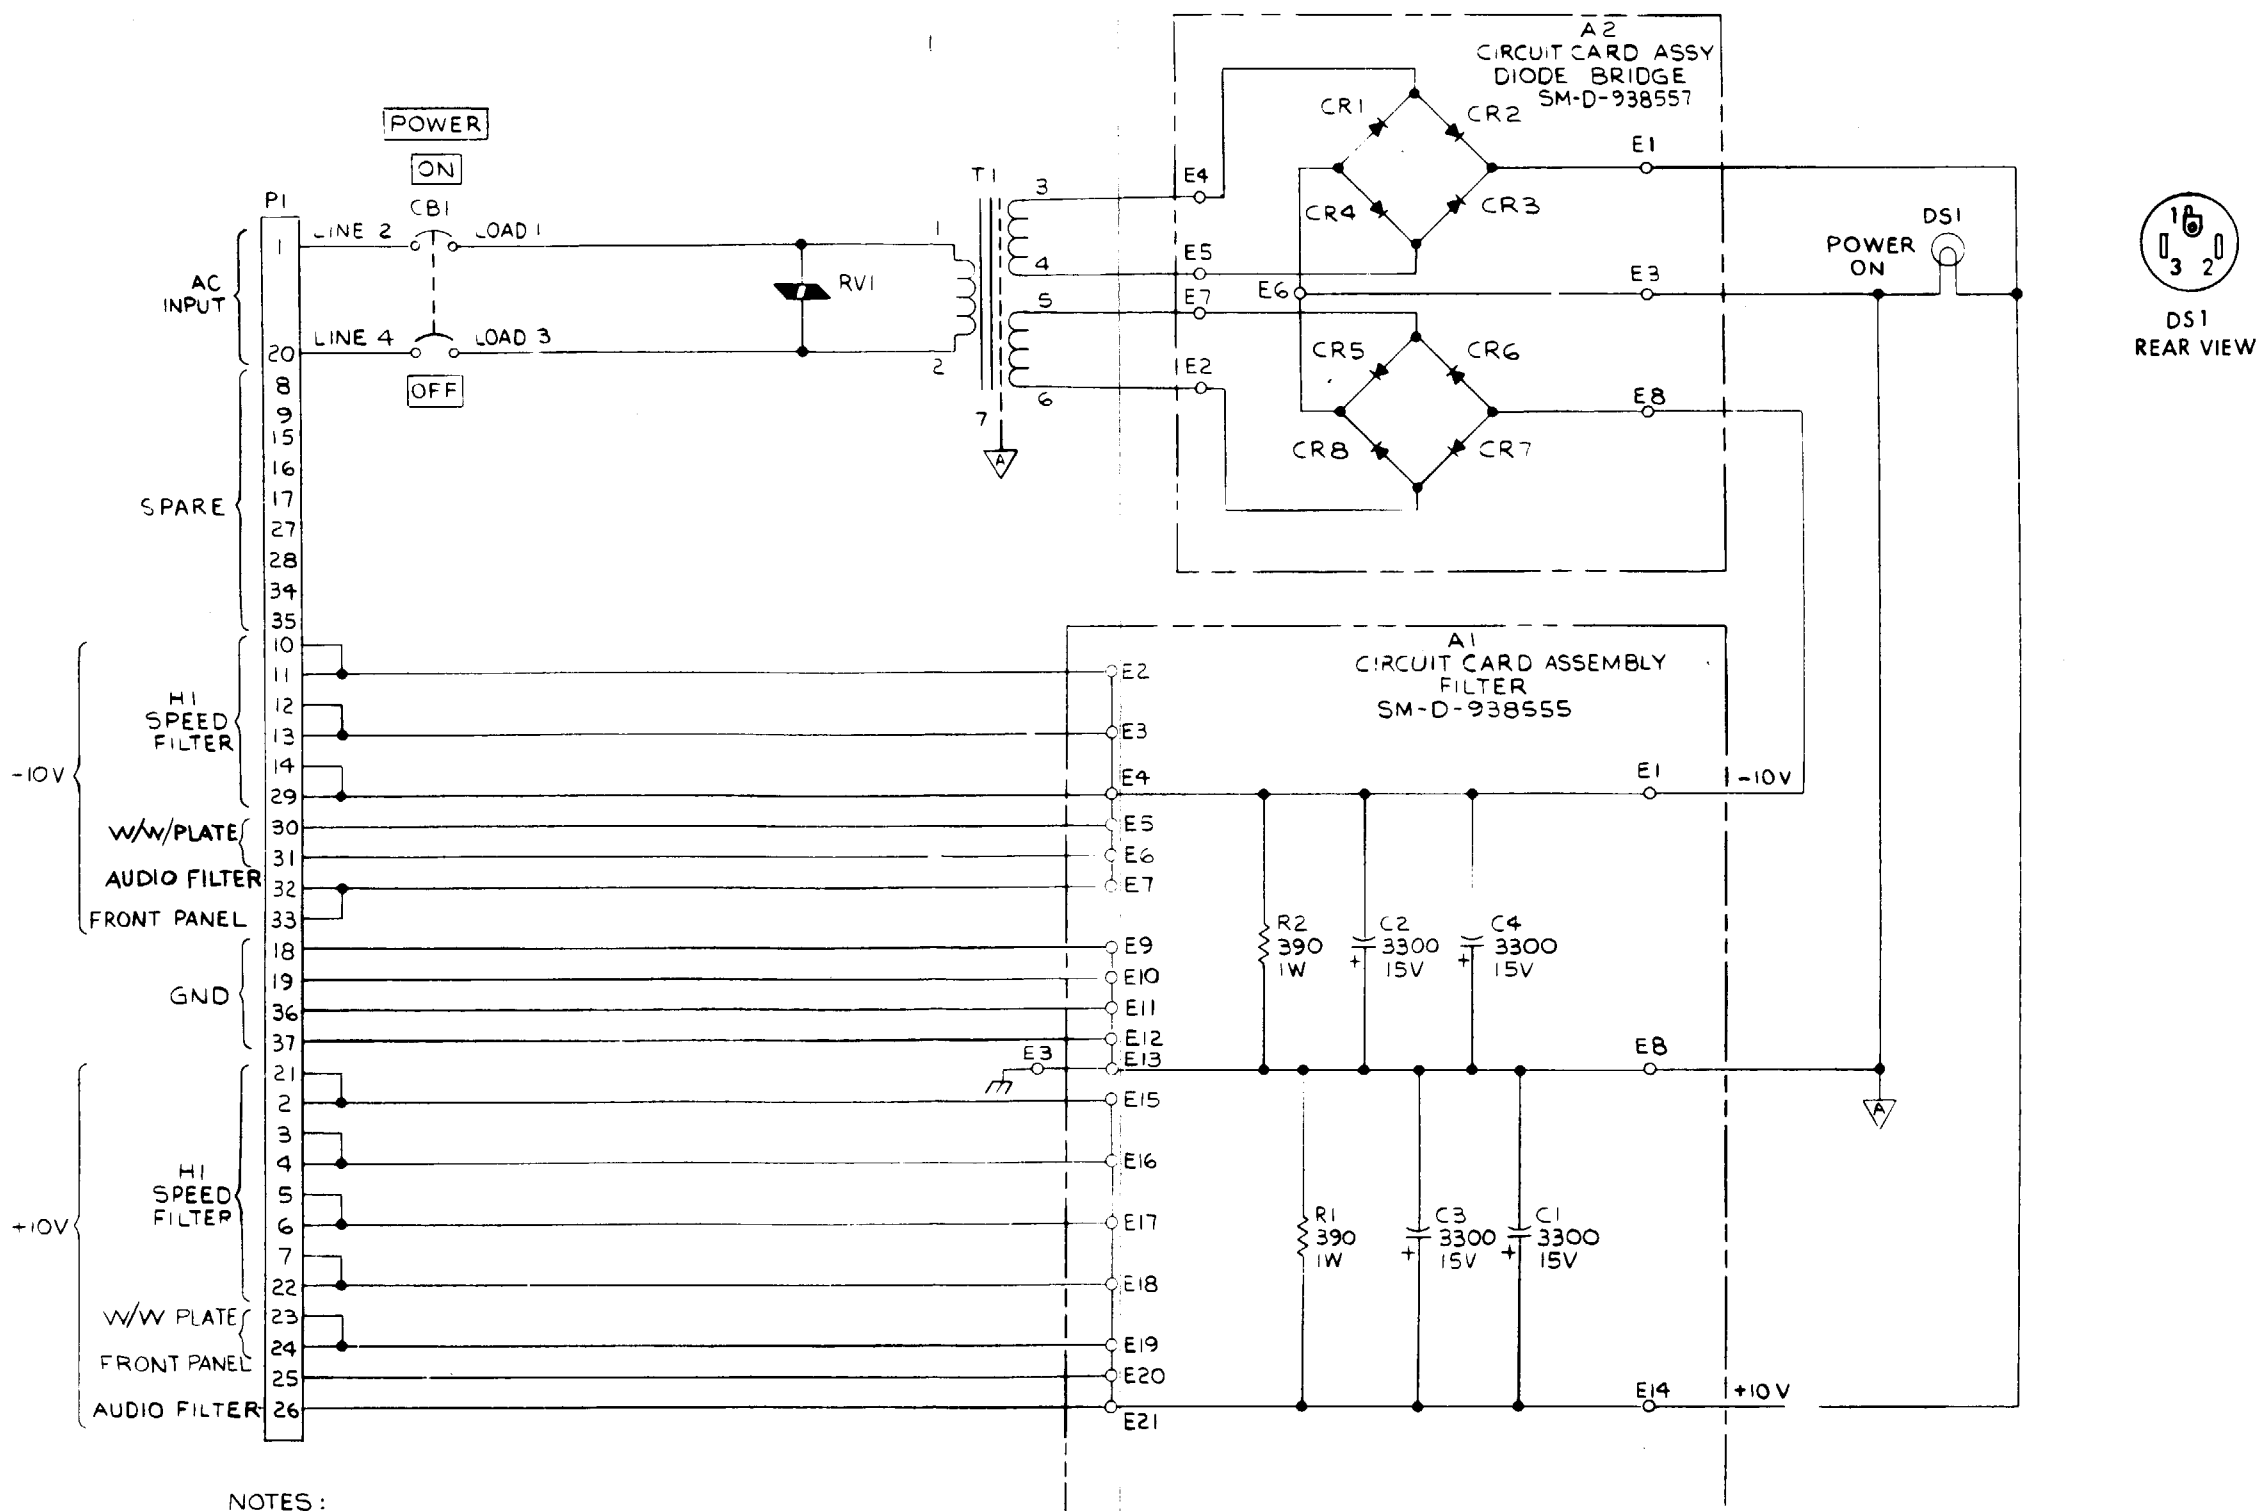 A2
CIRCUIT CARD ASSY
DIODE BRIDGE
SM-D-938557
CR1
CR2
CR4
CR3
E1
E4
E5
E7
E6
E3
E2
CR5
CR6
CR8
CR7
E8
POWER
ON
CB1
P1
LINE 2
LOAD 1
LINE 4
LOAD 3
OFF
AC
INPUT
RV1
T1
1
2
3
4
5
6
7
A
POWER
ON
DS1
1
3 2
DS1
REAR VIEW
1
20
8
9
15
16
17
27
28
34
35
SPARE
10
11
12
13
14
29
30
31
32
33
-10V
HI
SPEED
FILTER
W/W/PLATE
AUDIO FILTER
FRONT PANEL
18
19
36
37
GND
21
2
3
4
5
6
7
22
23
24
25
26
+10V
HI
SPEED
FILTER
W/W PLATE
FRONT PANEL
AUDIO FILTER
A1
CIRCUIT CARD ASSEMBLY
FILTER
SM-D-938555
E2
E3
E4
E5
E6
E7
E9
E10
E11
E12
E13
E3
E15
E16
E17
E18
E19
E20
E21
E1
-10V
R2
390
1W
C2
3300
15V
+
C4
3300
15V
+
E8
A
R1
390
1W
C3
3300
15V
+
C1
3300
15V
+
E14
+10V
NOTES: